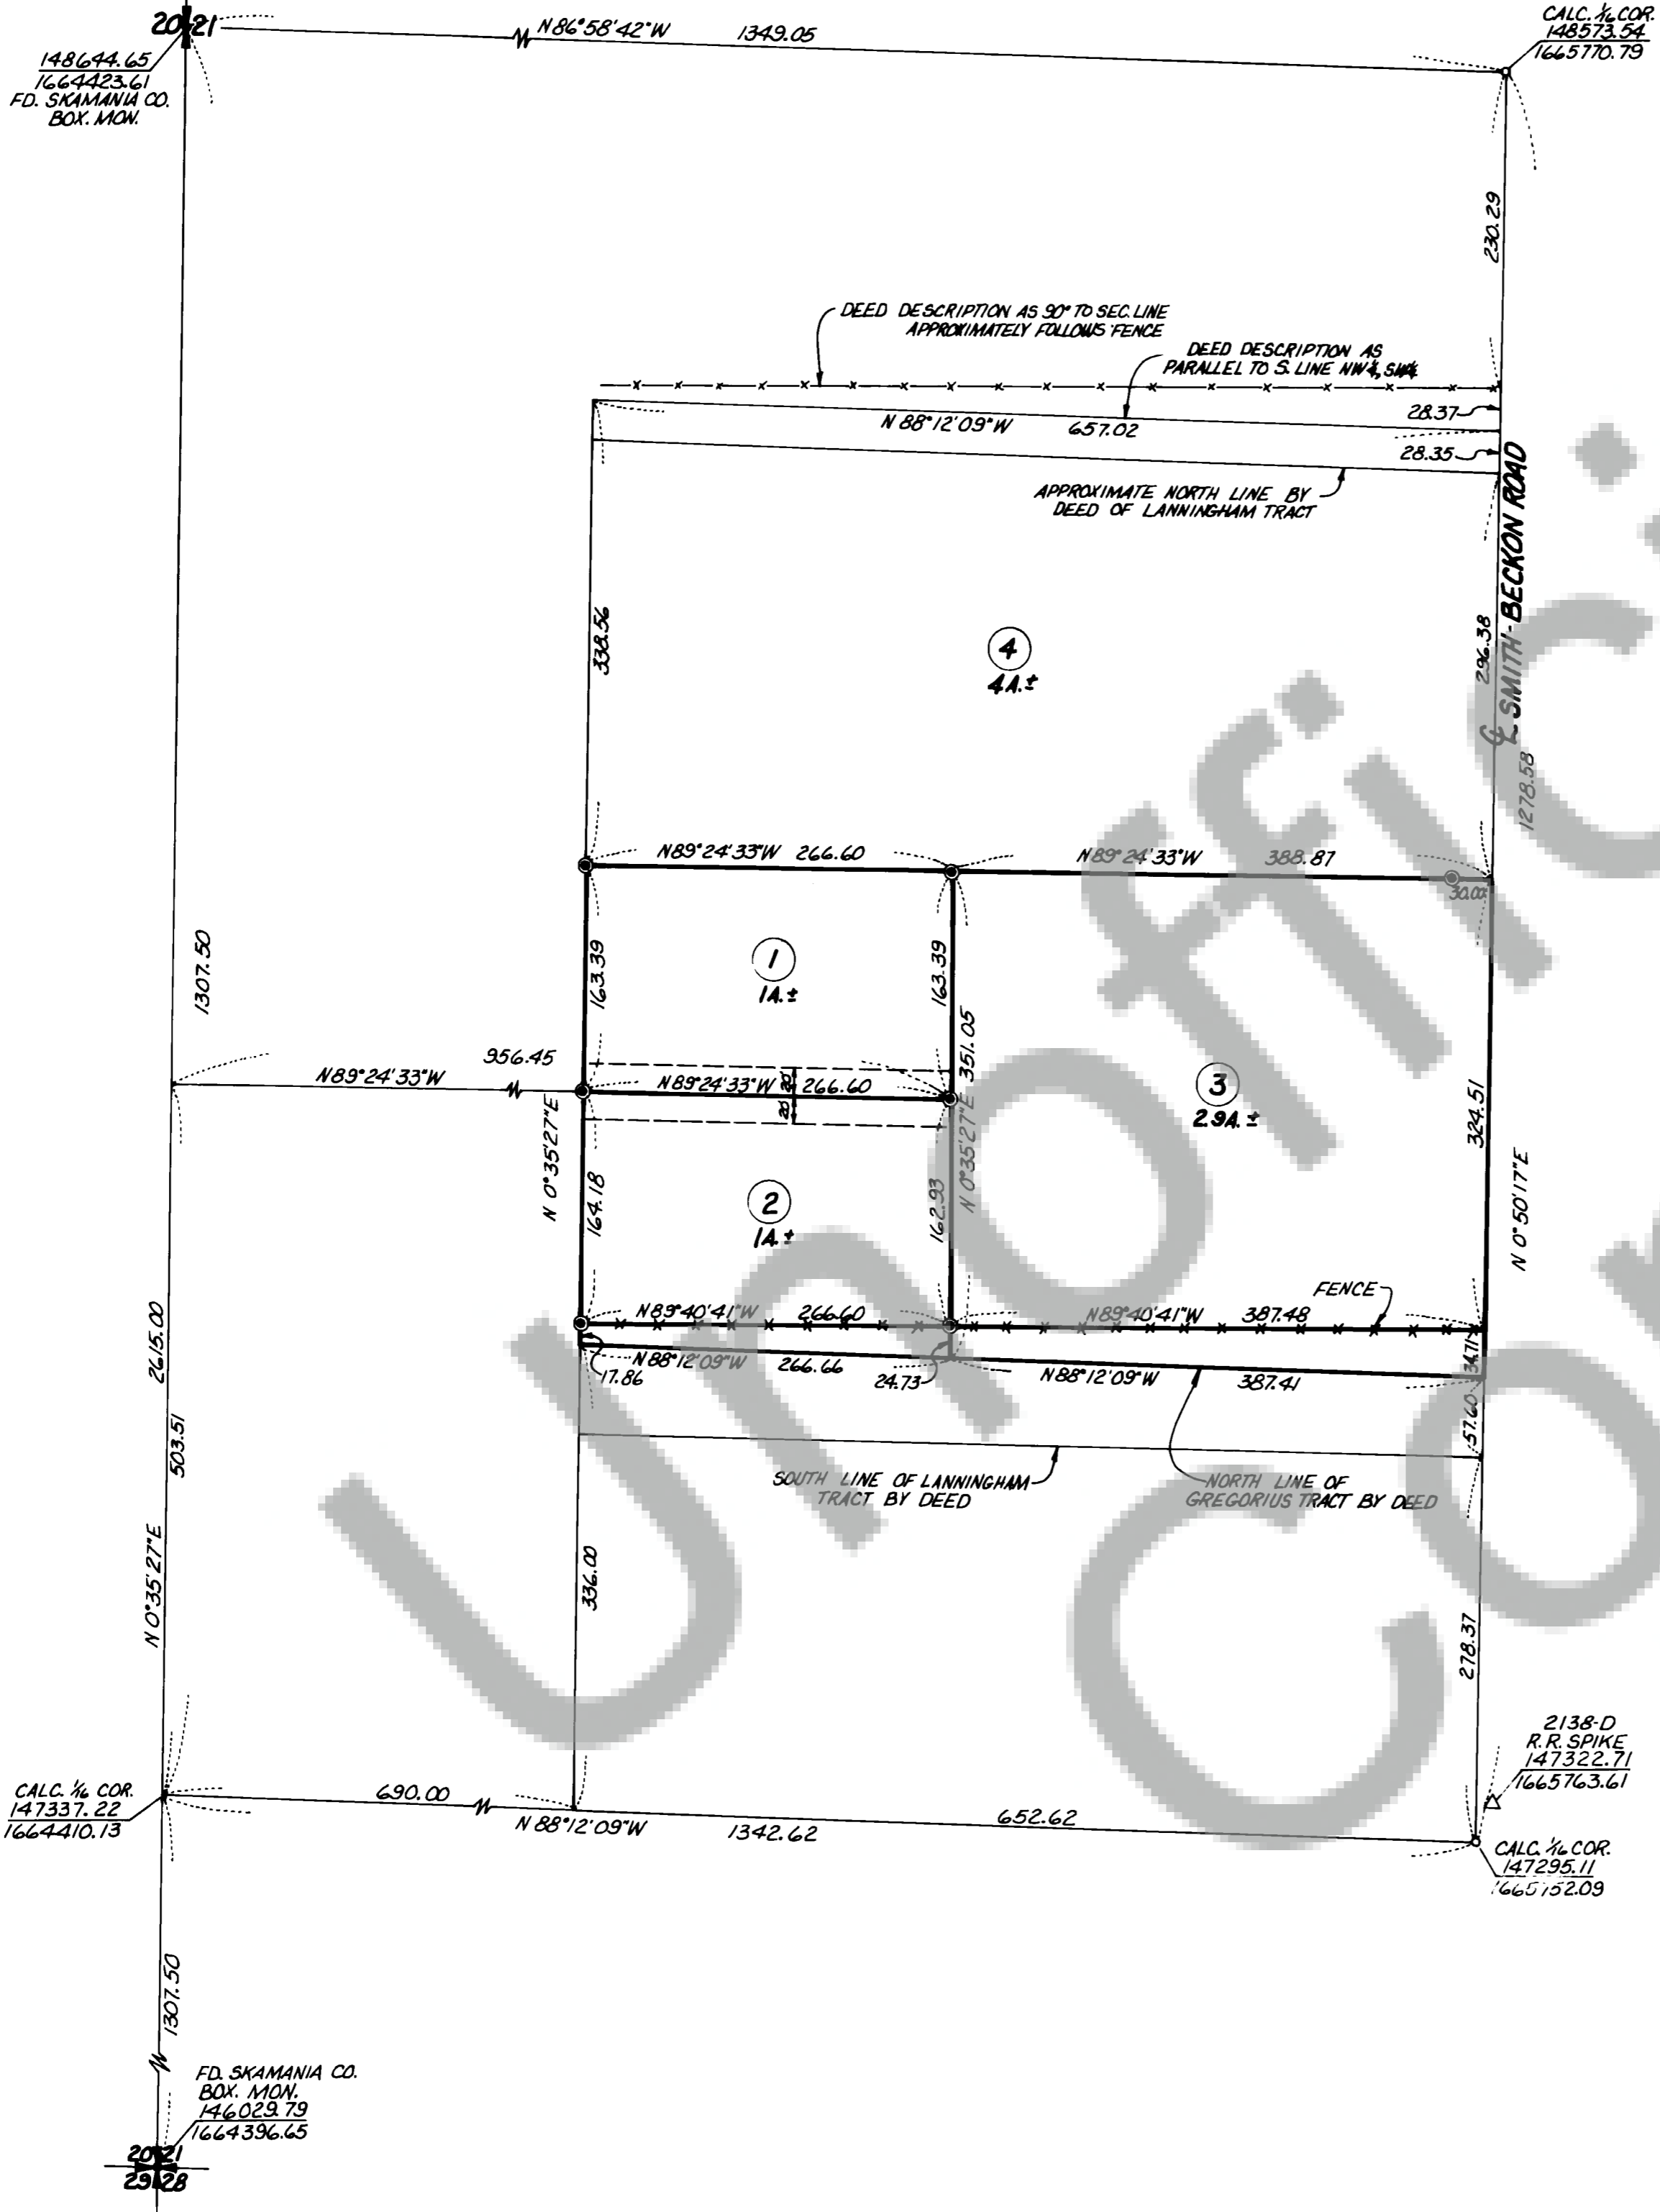 20 21
N 86°58'42"W 1349.05
CALC. 1/16 COR.
148573.54
1665770.79
148644.65
1664423.61
FD. SKAMANIA CO.
BOX. MON.
230.29
DEED DESCRIPTION AS 90° TO SEC. LINE
APPROXIMATELY FOLLOWS FENCE
DEED DESCRIPTION AS
PARALLEL TO S. LINE NW¼, SW¼
28.37
N 88°12'09"W 657.02
28.35
APPROXIMATE NORTH LINE BY
DEED OF LANNINGHAM TRACT
℄ SMITH-BECKON ROAD
338.56
296.38
4
4A.±
1278.58
N89°24'33"W 266.60
N89°24'33"W 388.87
30.00
1307.50
163.39
1
1A.±
163.39
N 0°35'27"E 351.05
956.45
N89°24'33"W
N89°24'33"W 266.60
20'
20'
3
2.9A.±
324.51
N 0°35'27"E
164.18
2
1A.±
162.93
N 0°50'17"E
FENCE
N89°40'41"W 266.60
N89°40'41"W 387.48
34.71
2615.00
N88°12'09"W 266.66
17.86
24.73
N88°12'09"W 387.41
57.60
503.51
SOUTH LINE OF LANNINGHAM
TRACT BY DEED
NORTH LINE OF
GREGORIUS TRACT BY DEED
N 0°35'27"E
336.00
278.37
2138-D
R.R. SPIKE
147322.71
1665763.61
CALC. 1/16 COR.
147337.22
1664410.13
690.00
N 88°12'09"W 1342.62
652.62
CALC. 1/16 COR.
147295.11
1665752.09
1307.50
FD. SKAMANIA CO.
BOX. MON.
146029.79
1664396.65
20 21
29 28
Unoffic
Co